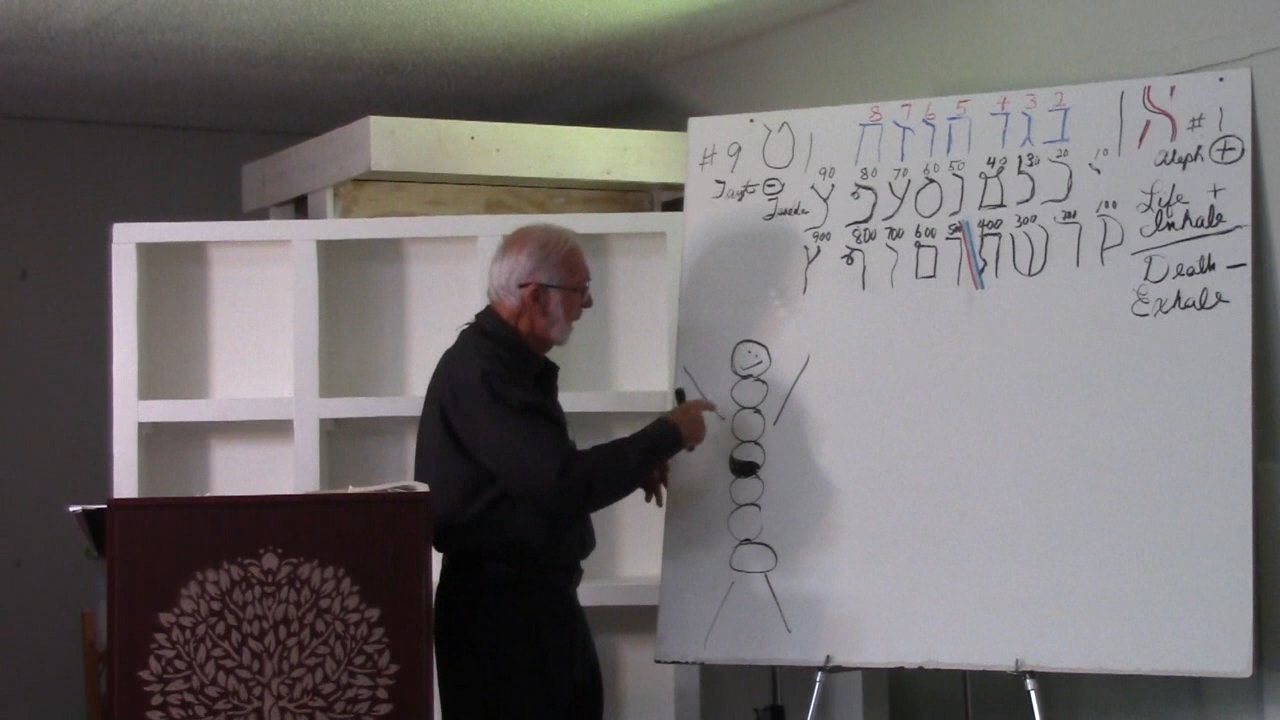 8 7 6 5 4 3 2
#9 ט | ב ג ד ה ו ז ח | א #1
Aleph +
90 80 70 60 50 40 30 20 10
Tayt −
י כ ל מ נ ס ע פ צ
Life +
Inhale
900 800 700 600 500 400 300 200 100
ק ר ש ת ך ם ן ף ץ
Death –
Exhale